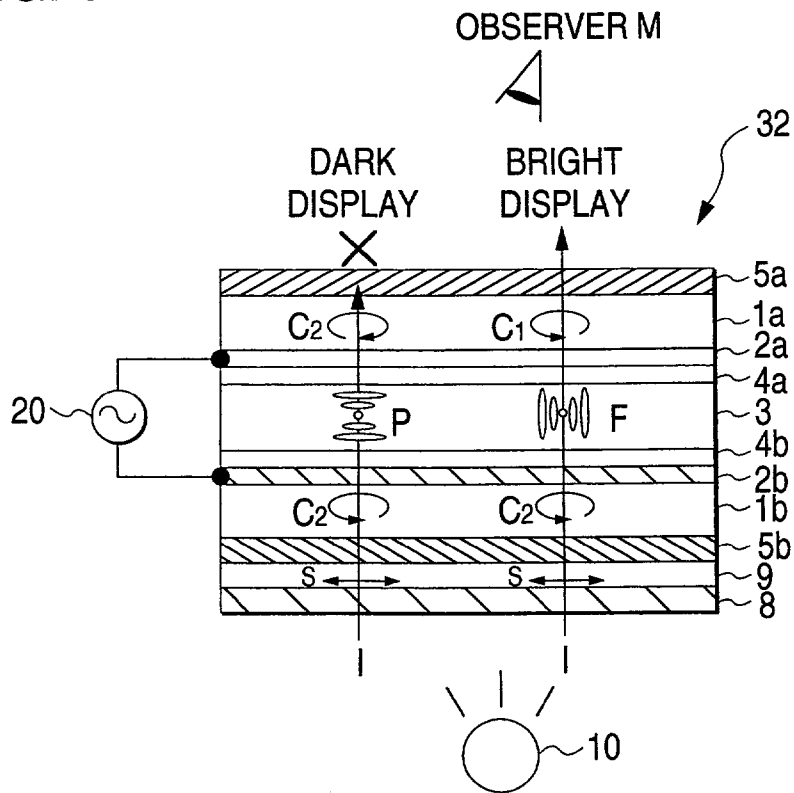 OBSERVER M
32
DARK DISPLAY
BRIGHT DISPLAY
5a
C2
C1
1a
2a
4a
20
P
F
3
4b
2b
C2
C2
1b
5b
S
S
9
8
I
I
10